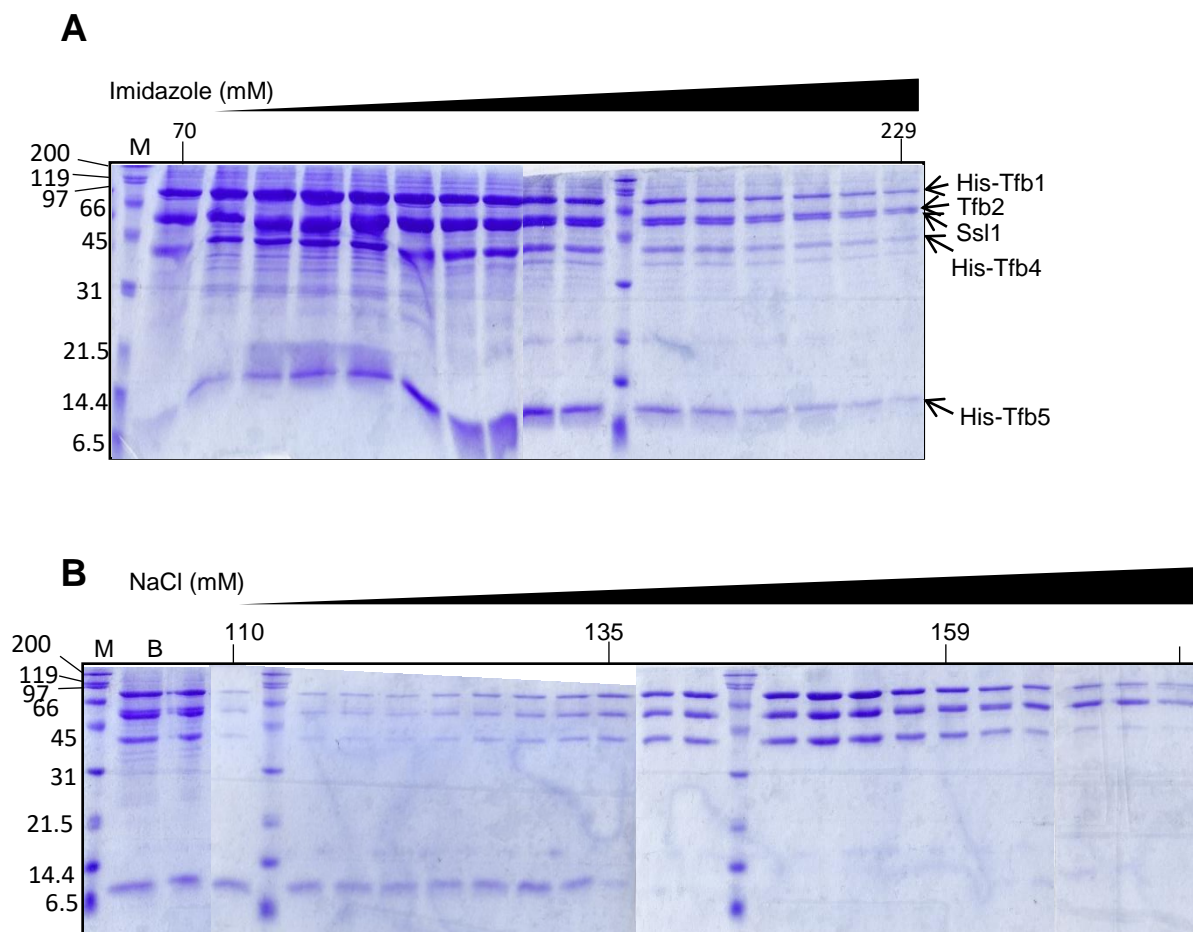 A
Imidazole (mM)
70
229
M
200
119
97
66
45
31
21.5
14.4
6.5
His-Tfb1
Tfb2
Ssl1
His-Tfb4
His-Tfb5
B
NaCl (mM)
110
135
159
M
B
200
119
97
66
45
31
21.5
14.4
6.5